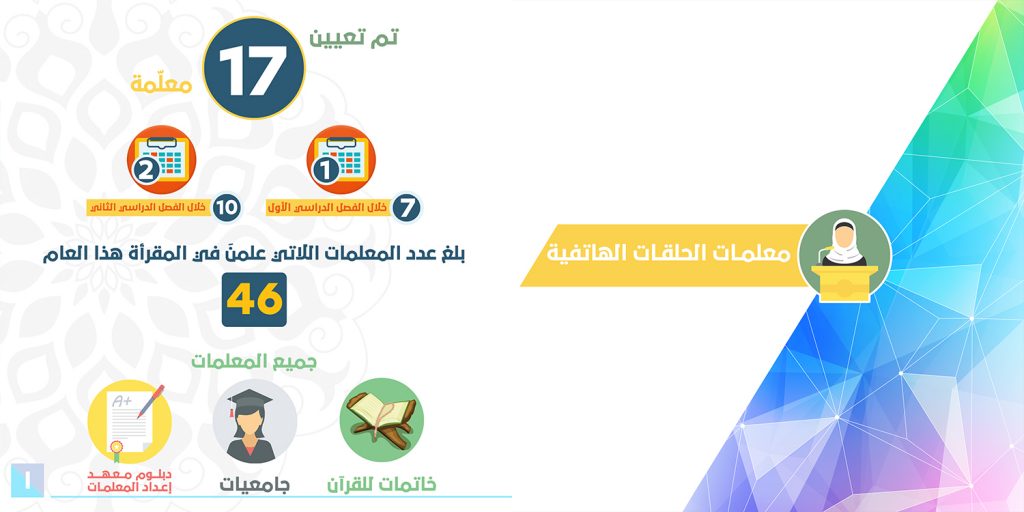 معلمات الحلقات الهاتفية
تم تعيين
17
معلّمة
1
7 خلال الفصل الدراسي الأول
2
10 خلال الفصل الدراسي الثاني
بلغ عدد المعلمات اللاتي علمنَ في المقرأة هذا العام
46
جميع المعلمات
خاتمات للقرآن
جامعيات
A+
دبلوم معهد
إعداد المعلمات
١